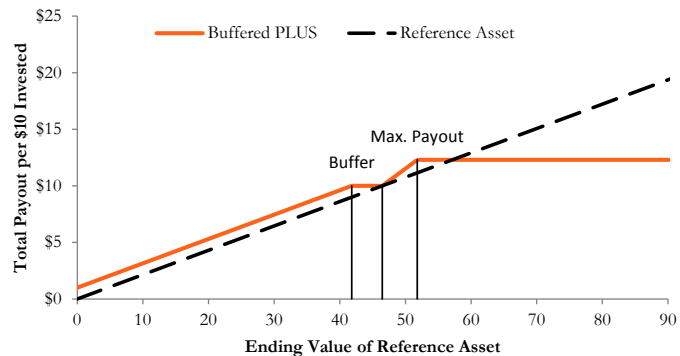 $25
Buffered PLUS
Reference Asset
$20
$15
Max. Payout
Buffer
$10
$5
$0
0 10 20 30 40 50 60 70 80 90
Total Payout per $10 Invested
Ending Value of Reference Asset